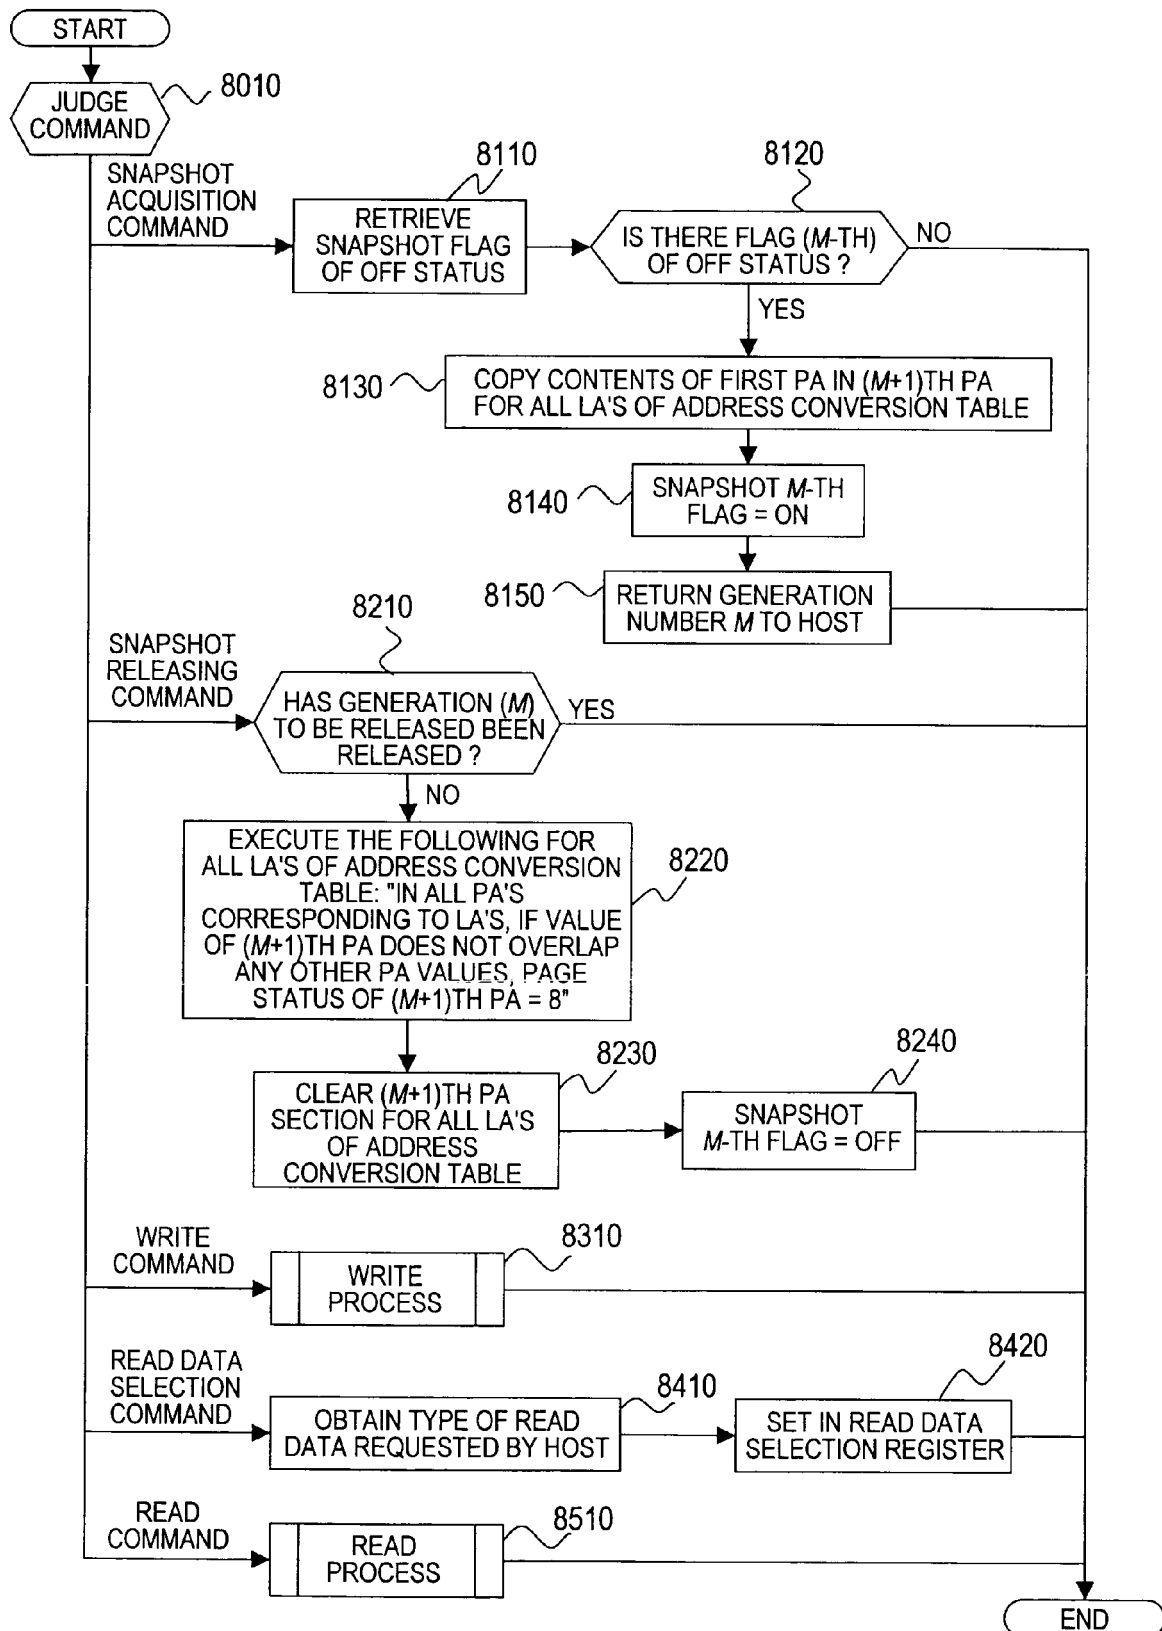 START
8010
JUDGE
COMMAND
SNAPSHOT
ACQUISITION
COMMAND
8110
RETRIEVE
SNAPSHOT FLAG
OF OFF STATUS
8120
IS THERE FLAG (M-TH)
OF OFF STATUS ?
NO
YES
8130
COPY CONTENTS OF FIRST PA IN (M+1)TH PA
FOR ALL LA'S OF ADDRESS CONVERSION TABLE
8140
SNAPSHOT M-TH
FLAG = ON
8150
RETURN GENERATION
NUMBER M TO HOST
SNAPSHOT
RELEASING
COMMAND
8210
HAS GENERATION (M)
TO BE RELEASED BEEN
RELEASED ?
YES
NO
8220
EXECUTE THE FOLLOWING FOR
ALL LA'S OF ADDRESS CONVERSION
TABLE: "IN ALL PA'S
CORRESPONDING TO LA'S, IF VALUE
OF (M+1)TH PA DOES NOT OVERLAP
ANY OTHER PA VALUES, PAGE
STATUS OF (M+1)TH PA = 8"
8230
CLEAR (M+1)TH PA
SECTION FOR ALL LA'S
OF ADDRESS
CONVERSION TABLE
8240
SNAPSHOT
M-TH FLAG = OFF
WRITE
COMMAND
8310
WRITE
PROCESS
READ DATA
SELECTION
COMMAND
8410
OBTAIN TYPE OF READ
DATA REQUESTED BY HOST
8420
SET IN READ DATA
SELECTION REGISTER
READ
COMMAND
8510
READ
PROCESS
END